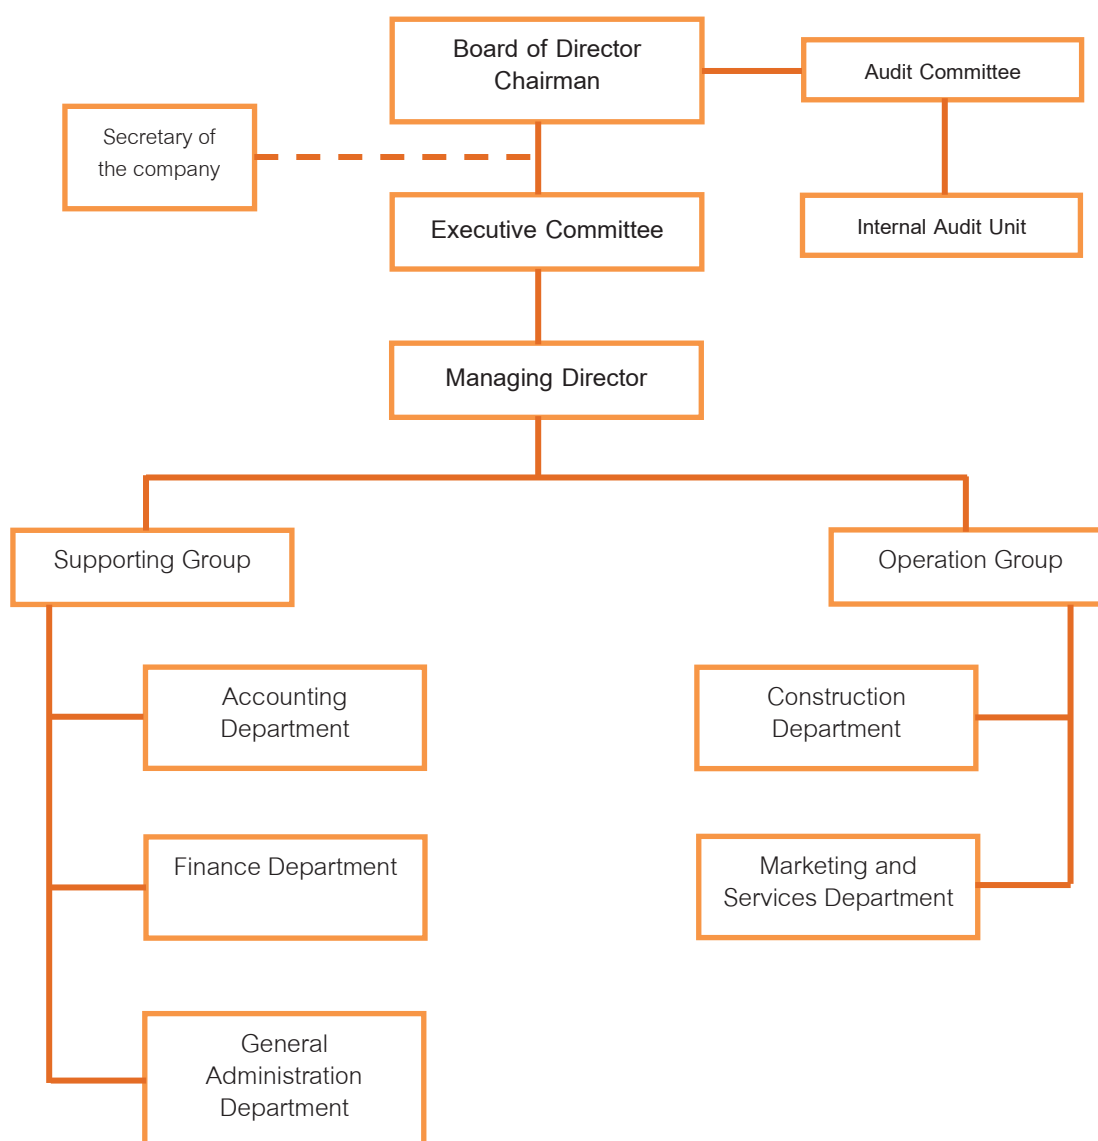 Board of Director
Chairman
Audit Committee
Secretary of
the company
Executive Committee
Internal Audit Unit
Managing Director
Supporting Group
Operation Group
Accounting
Department
Construction
Department
Finance Department
Marketing and
Services Department
General
Administration
Department